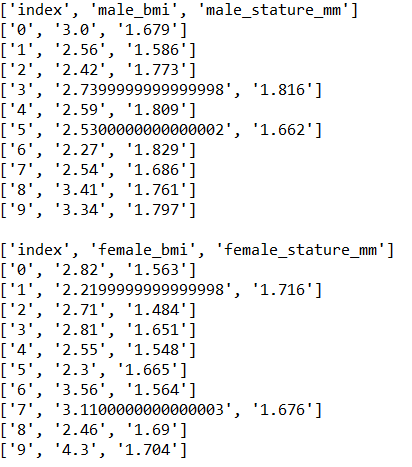 ['index', 'male_bmi', 'male_stature_mm']
['0', '3.0', '1.679']
['1', '2.56', '1.586']
['2', '2.42', '1.773']
['3', '2.7399999999999998', '1.816']
['4', '2.59', '1.809']
['5', '2.5300000000000002', '1.662']
['6', '2.27', '1.829']
['7', '2.54', '1.686']
['8', '3.41', '1.761']
['9', '3.34', '1.797']

['index', 'female_bmi', 'female_stature_mm']
['0', '2.82', '1.563']
['1', '2.2199999999999998', '1.716']
['2', '2.71', '1.484']
['3', '2.81', '1.651']
['4', '2.55', '1.548']
['5', '2.3', '1.665']
['6', '3.56', '1.564']
['7', '3.1100000000000003', '1.676']
['8', '2.46', '1.69']
['9', '4.3', '1.704']